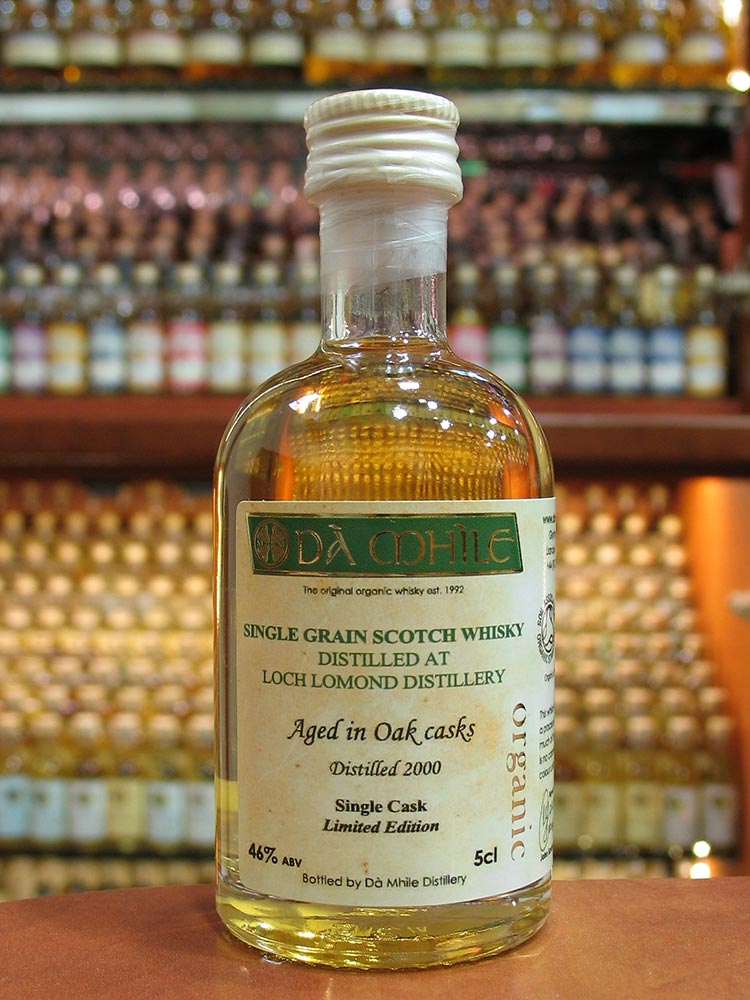 DÀ MHÌLE
The original organic whisky est. 1992
SINGLE GRAIN SCOTCH WHISKY
DISTILLED AT
LOCH LOMOND DISTILLERY
Aged in Oak casks
Distilled 2000
Single Cask
Limited Edition
46% ABV
5cl
Bottled by Dà Mhìle Distillery
Organic